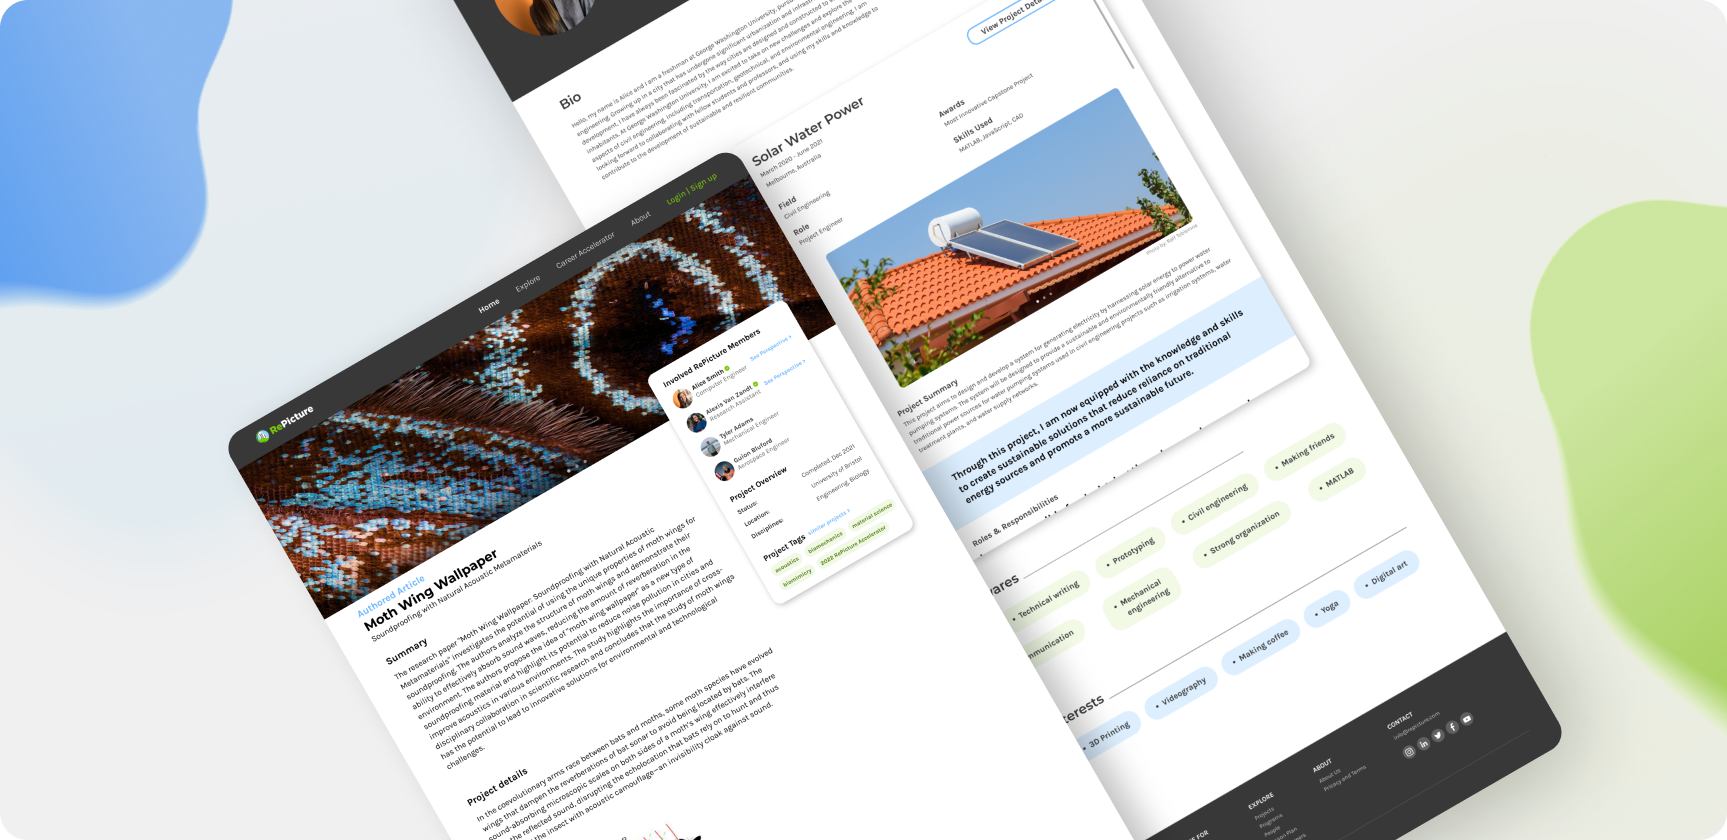 RePicture
Home
Explore
Career Accelerator
About
Login | Sign up
Authored Article
Moth Wing Wallpaper
Soundproofing with Natural Acoustic Metamaterials
Summary
The research paper "Moth Wing Wallpaper: Soundproofing with Natural Acoustic
Metamaterials" investigates the potential of using the unique properties of moth wings for
soundproofing. The authors analyze the structure of moth wings and demonstrate their
ability to effectively absorb sound waves, reducing the amount of reverberation in the
environment. The authors propose the idea of "moth wing wallpaper" as a new type of
soundproofing material and highlight its potential to reduce noise pollution in cities and
improve acoustics in various environments. The study highlights the importance of cross-
disciplinary collaboration in scientific research and concludes that the study of moth wings
has the potential to lead to innovative solutions for environmental and technological
challenges.
Project details
In the coevolutionary arms race between bats and moths, some moth species have evolved
wings that dampen the reverberations of bat sonar to avoid being located by bats. The
sound-absorbing microscopic scales on both sides of a moth's wing effectively interfere
the reflected sound, disrupting the echolocation that bats rely on to hunt and thus
the insect with acoustic camouflage—an invisibility cloak against sound.
Involved RePicture Members
Alice Smith
Computer Engineer
See Perspective >
Alexis Van Zandt
Research Assistant
See Perspective >
Tyler Adams
Mechanical Engineer
Guion Bluford
Aerospace Engineer
Project Overview
Status:
Completed, Dec 2021
Location:
University of Bristol
Disciplines:
Engineering, Biology
Project Tags
similar projects >
acoustics
biomechanics
material science
biomimicry
2022 RePicture Accelerator
Bio
Hello, my name is Alice and I am a freshman at George Washington University,
engineering. Growing up in a city that has undergone significant urbanization and
development, I have always been fascinated by the way cities are designed and constructed to
inhabitants. At George Washington University, I am excited to take on new challenges and explore the
aspects of civil engineering, including transportation, geotechnical, and environmental engineering. I am
looking forward to collaborating with fellow students and professors, and using my skills and knowledge to
contribute to the development of sustainable and resilient communities.
View Project
Solar Water Power
March 2020 - June 2021
Melbourne, Australia
Field
Civil Engineering
Role
Project Engineer
Awards
Most Innovative Capstone Project
Skills Used
MATLAB, JavaScript, CAD
Project Summary
This project aims to design and develop a system for generating electricity by harnessing solar energy to power water
pumping systems. The system will be designed to provide a sustainable and environmentally friendly alternative to
traditional power sources for water pumping systems used in civil engineering projects such as irrigation systems, water
treatment plants, and water supply networks.
Through this project, I am now equipped with the knowledge and skills
to create sustainable solutions that reduce reliance on traditional
energy sources and promote a more sustainable future.
Roles & Responsibilities
• Technical writing
• Prototyping
• Civil engineering
• Making friends
• Mechanical
engineering
• Strong organization
• MATLAB
• 3D Printing
• Videography
• Making coffee
• Yoga
• Digital art
EXPLORE
Projects
Programs
People
ABOUT
About US
Privacy and Terms
CONTACT
info@repicture.com